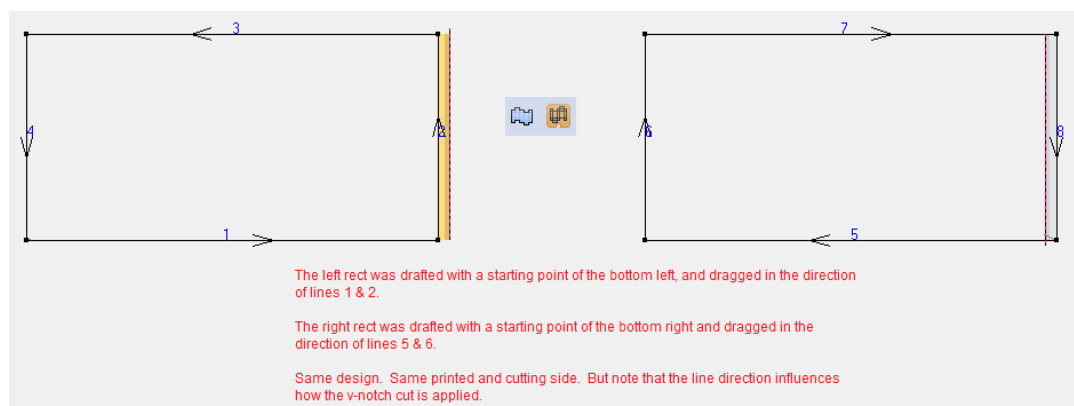 3
7
4
2
6
8
1
5
The left rect was drafted with a starting point of the bottom left, and dragged in the direction
of lines 1 & 2.
The right rect was drafted with a starting point of the bottom right and dragged in the
direction of lines 5 & 6.
Same design. Same printed and cutting side. But note that the line direction influences
how the v-notch cut is applied.